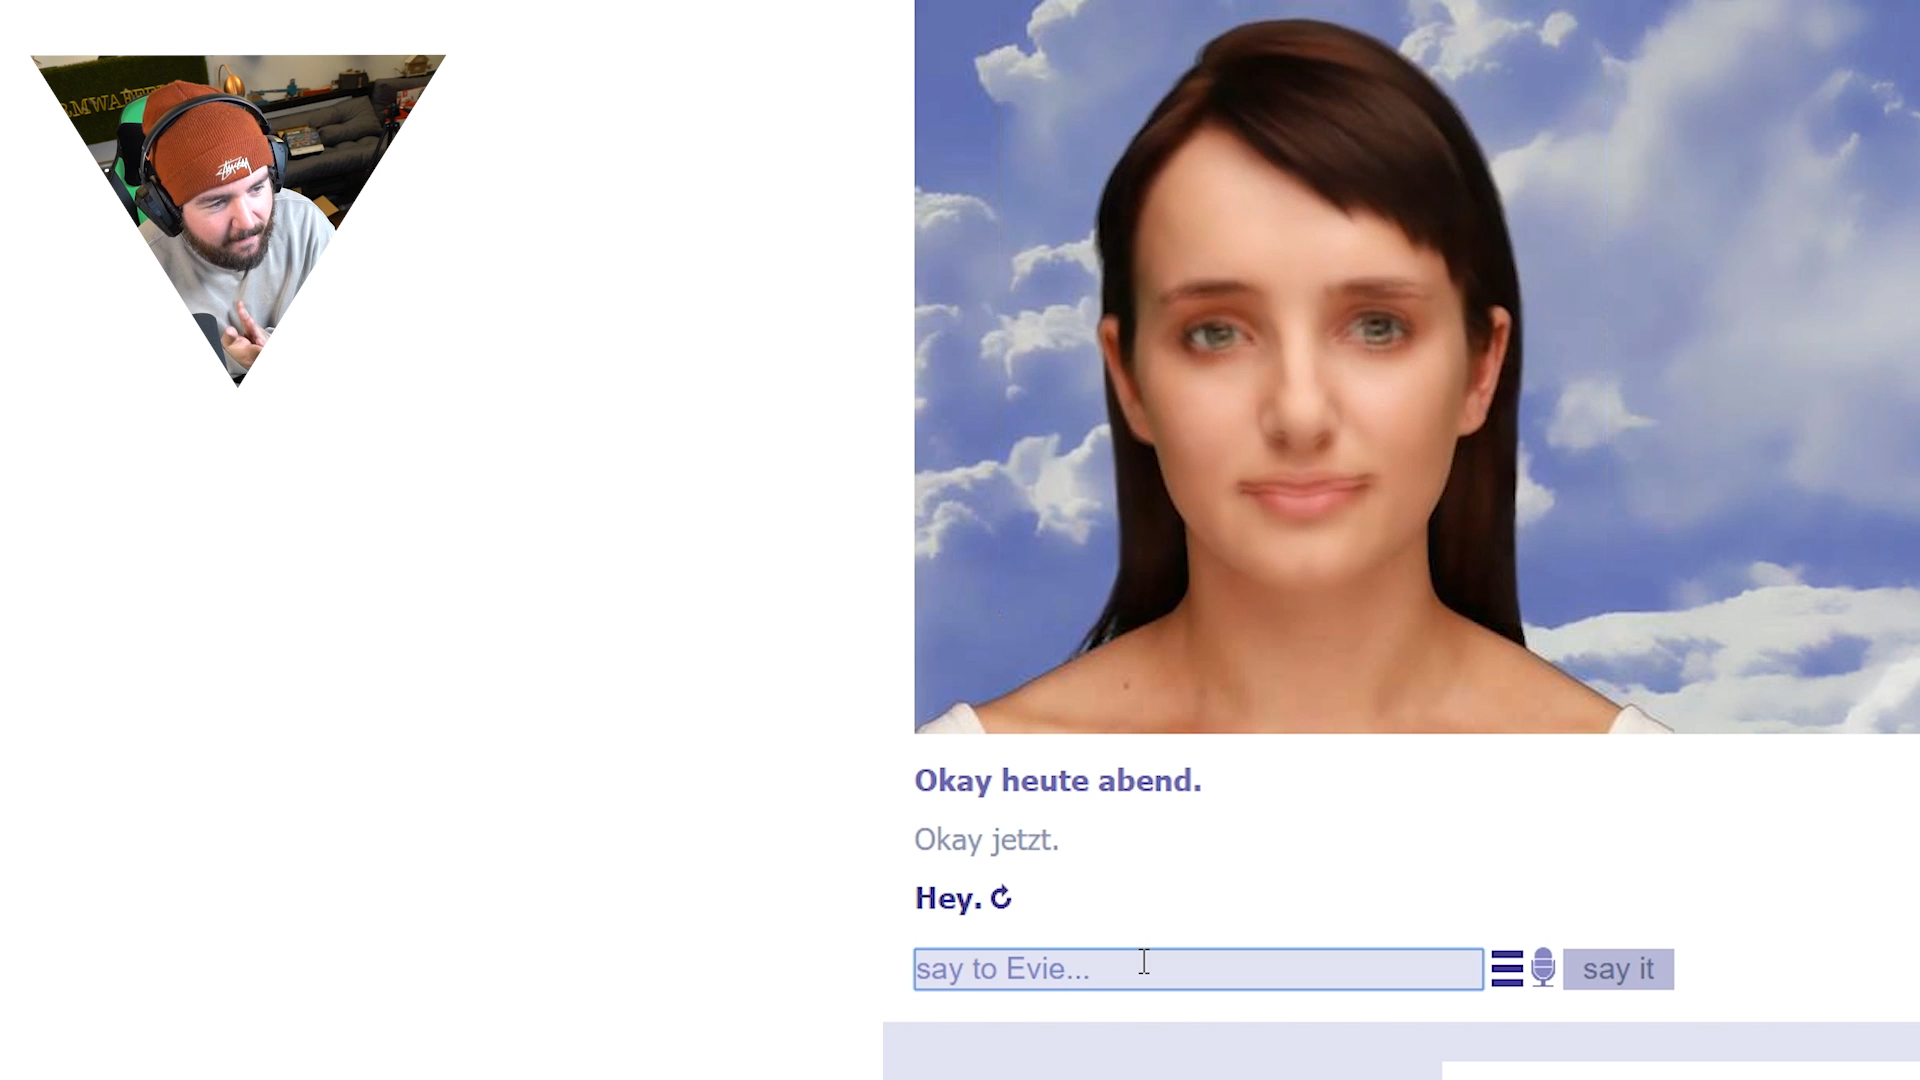 Okay heute abend.
Okay jetzt.
Hey.
say to Evie...
say it